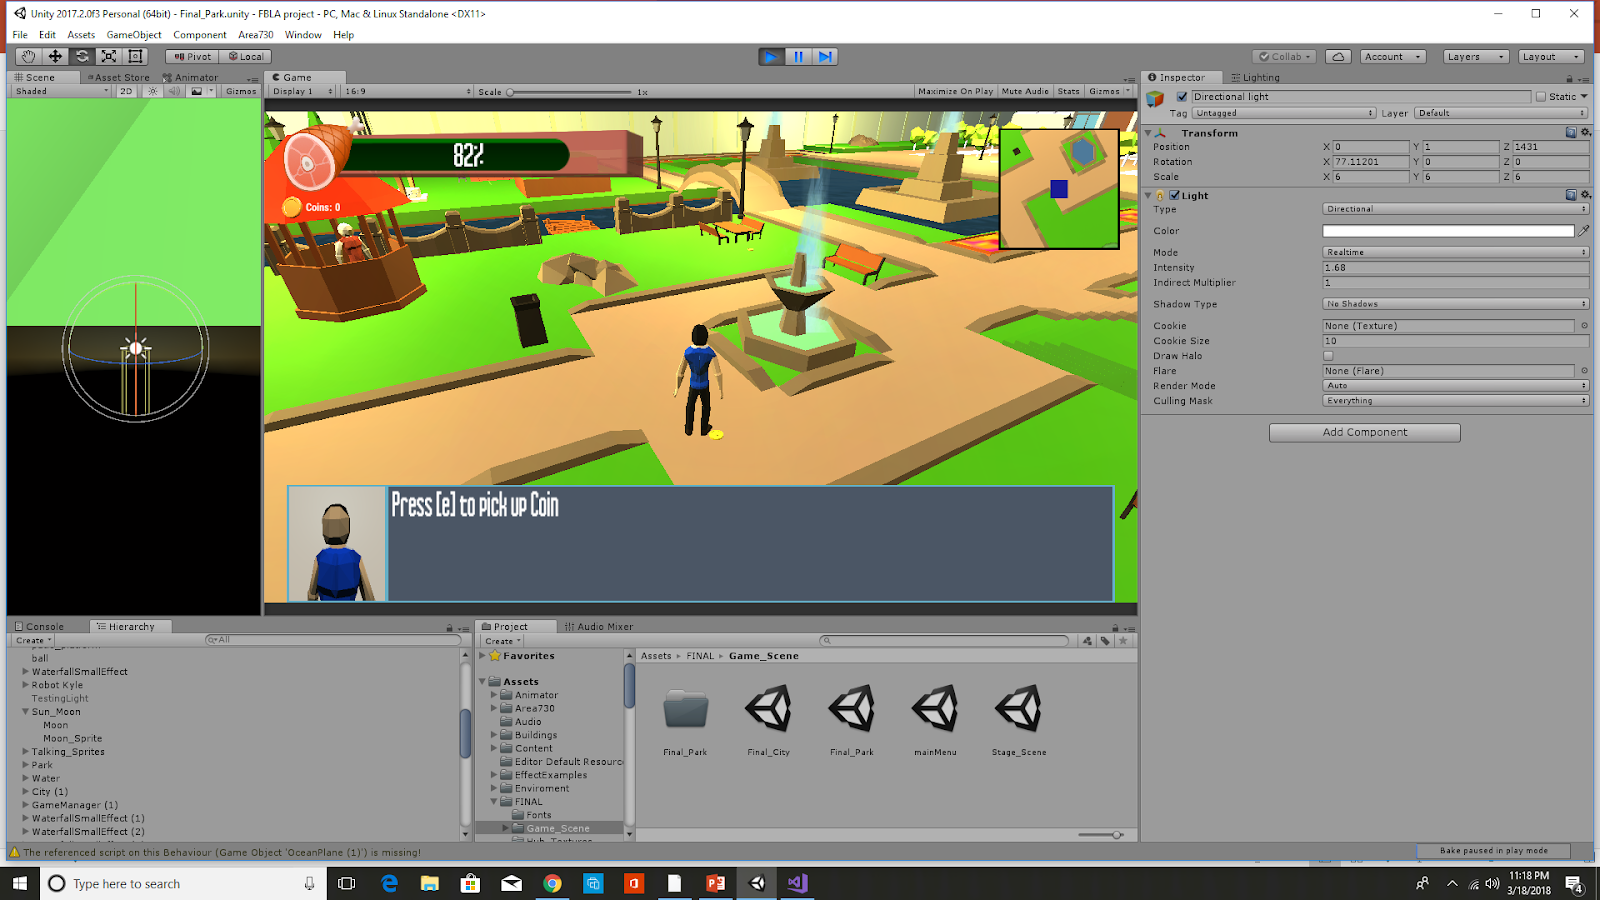 Unity 2017.2.0f3 Personal (64bit) - Final_Park.unity - FBLA project - PC, Mac & Linux Standalone <DX11>
File Edit Assets GameObject Component Area730 Window Help
Pivot Local Collab Account Layers Layout
Scene Asset Store Animator
Shaded 2D Gizmos
Game
Display 1 16:9 Scale 1x Maximize On Play Mute Audio Stats Gizmos
82%
Coins: 0
Press [e] to pick up Coin
Inspector Lighting
Directional light Static
Tag Untagged Layer Default
Transform
Position X 0 Y 1 Z 1431
Rotation X 77.11201 Y 0 Z 0
Scale X 6 Y 6 Z 6
Light
Type Directional
Color
Mode Realtime
Intensity 1.68
Indirect Multiplier 1
Shadow Type No Shadows
Cookie None (Texture)
Cookie Size 10
Draw Halo
Flare None (Flare)
Render Mode Auto
Culling Mask Everything
Add Component
Console Hierarchy
Create All
ball
WaterfallSmallEffect
Robot Kyle
TestingLight
Sun_Moon
Moon
Moon_Sprite
Talking_Sprites
Park
Water
City (1)
GameManager (1)
WaterfallSmallEffect (1)
WaterfallSmallEffect (2)
Project Audio Mixer
Create
Favorites
Assets
Animator
Area730
Audio
Buildings
Content
Editor Default Resourc
EffectExamples
Enviroment
FINAL
Fonts
Game_Scene
Assets FINAL Game_Scene
Final_Park Final_City Final_Park mainMenu Stage_Scene
The referenced script on this Behaviour (Game Object 'OceanPlane (1)') is missing!
Bake paused in play mode
Type here to search
11:18 PM
3/18/2018
4